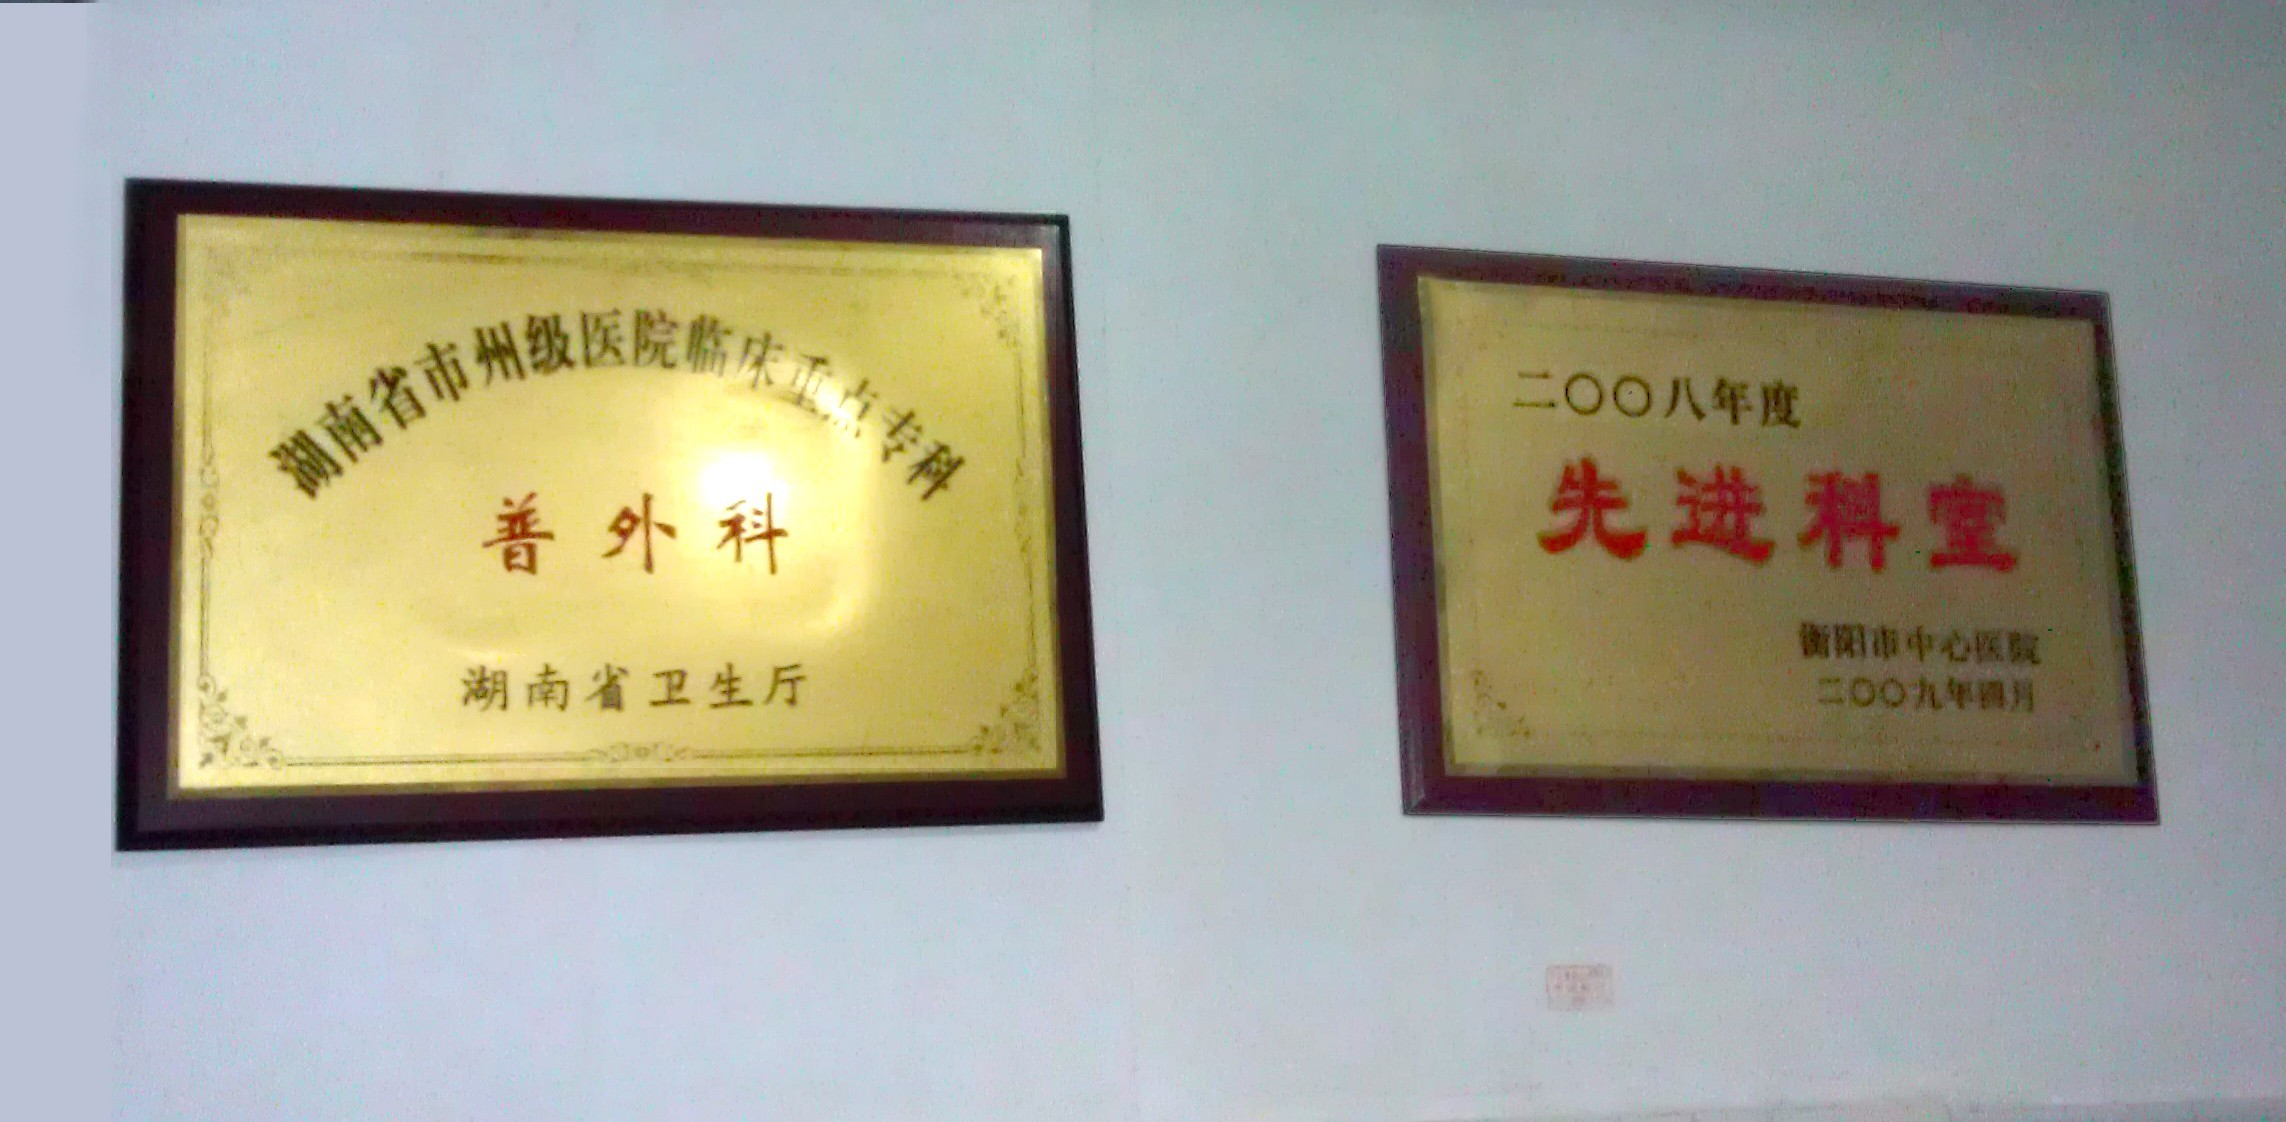 湖南省市州级医院临床重点专科
普外科
湖南省卫生厅
二〇〇八年度
先进科室
衡阳市中心医院
二〇〇九年四月